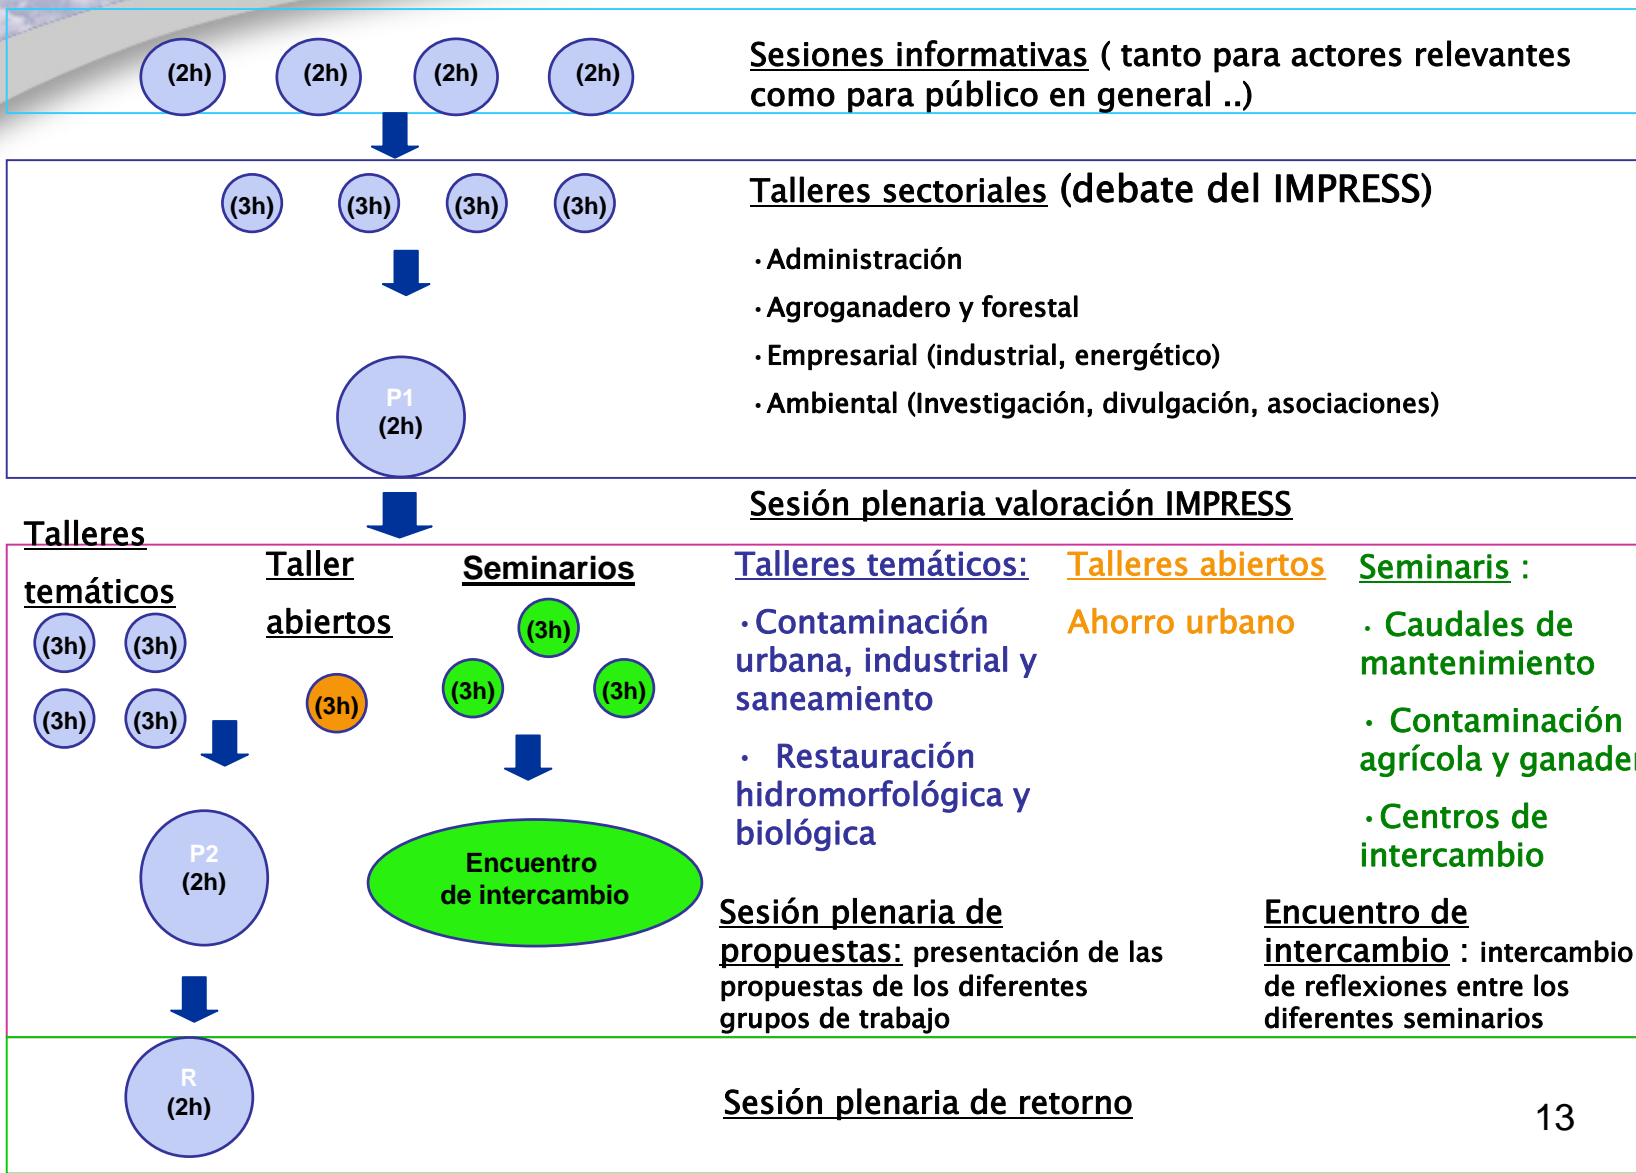 (2h) (2h) (2h) (2h)
Sesiones informativas ( tanto para actores relevantes
como para público en general ..)
(3h) (3h) (3h) (3h)
Talleres sectoriales (debate del IMPRESS)
·Administración
·Agroganadero y forestal
·Empresarial (industrial, energético)
·Ambiental (Investigación, divulgación, asociaciones)
P1
(2h)
Sesión plenaria valoración IMPRESS
Talleres
temáticos
(3h) (3h)
(3h) (3h)
Taller
abiertos
(3h)
Seminarios
(3h)
(3h) (3h)
Talleres temáticos:
·Contaminación
urbana, industrial y
saneamiento
· Restauración
hidromorfológica y
biológica
Talleres abiertos
Ahorro urbano
Seminaris :
· Caudales de
mantenimiento
· Contaminación
agrícola y
·Centros de
intercambio
P2
(2h)
Encuentro
de intercambio
Sesión plenaria de
propuestas: presentación de las
propuestas de los diferentes
grupos de trabajo
Encuentro de
intercambio : intercambio
de reflexiones entre los
diferentes seminarios
R
(2h)
Sesión plenaria de retorno
13